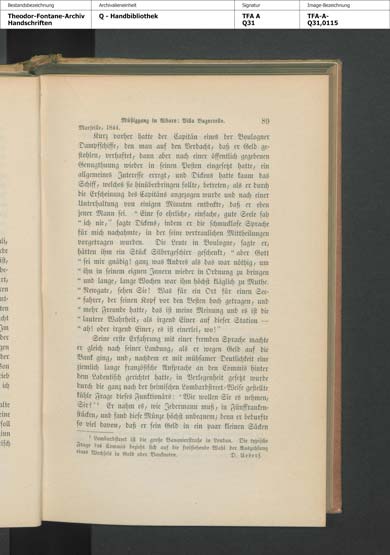 Bestandsbezeichnung
Archivalieneinheit
Signatur
Image-Bezeichnung
Theodor-Fontane-Archiv
Handschriften
Q - Handbibliothek
TFA A
Q31
TFA-A-
Q31,0115
Müßiggang in Albaro: Villa Bagnerello. 89
Marseille, 1844.
Kurz vorher hatte der Capitän eines der Boulogner
Dampfschiffe, den man auf den Verdacht, daß er Geld ge-
stohlen, verhaftet, dann aber nach einer öffentlich gegebenen
Genugthuung wieder in seinen Posten eingesetzt hatte, ein
allgemeines Interesse erregt, und Dickens hatte kaum das
Schiff, welches sie hinüberbringen sollte, betreten, als er durch
die Erscheinung des Capitäns angezogen wurde und nach einer
Unterhaltung von einigen Minuten entdeckte, daß er eben
jener Mann sei. "Eine so ehrliche, einfache, gute Seele sah
"ich nie," sagte Dickens, indem er die schmucklose Sprache
für mich nachahmte, in der seine vertraulichen Mittheilungen
vorgetragen wurden. Die Leute in Boulogne, sagte er,
hätten ihm ein Stück Silbergeschirr geschenkt, "aber Gott
"sei mir gnädig! ganz was Andres als das war nöthig, um
"ihn in seinem eignen Innern wieder in Ordnung zu bringen
"und lange, lange Wochen war ihm höchst kläglich zu Muthe.
"Newgate, sehen Sie! Was für ein Ort für einen See-
"fahrer, der seinen Kopf vor den Besten hoch getragen, und
"mehr Freunde hatte, das ist meine Meinung und es ist die
"lautere Wahrheit, als irgend Einer auf dieser Station —
"ah! oder irgend Einer, es ist einerlei, wo!"
Seine erste Erfahrung mit einer fremden Sprache machte
er gleich nach seiner Landung, als er wegen Geld auf die
Bank ging, und, nachdem er mit mühsamer Deutlichkeit eine
ziemlich lange französische Ansprache an den Commis hinter
dem Ladentisch gerichtet hatte, in Verlegenheit gesetzt wurde
durch die ganz nach der heimischen Lombardstreet-Weise gestellte
kühle Frage dieses Funktionärs: "Wie wollen Sie es nehmen,
Sir?" Er nahm es, wie Jedermann muß, in Fünffranken-
stücken, und fand diese Münze höchst unbequem; denn er bedurfte
so viel davon, daß er sein Geld in ein paar kleinen Säcken
Lombardstreet ist die große Banquierstraße in London. Die typische
Frage des Commis bezieht sich auf die freistehende Wahl der Auszahlung
eines Wechsels in Gold oder Banknoten. D. Uebers.